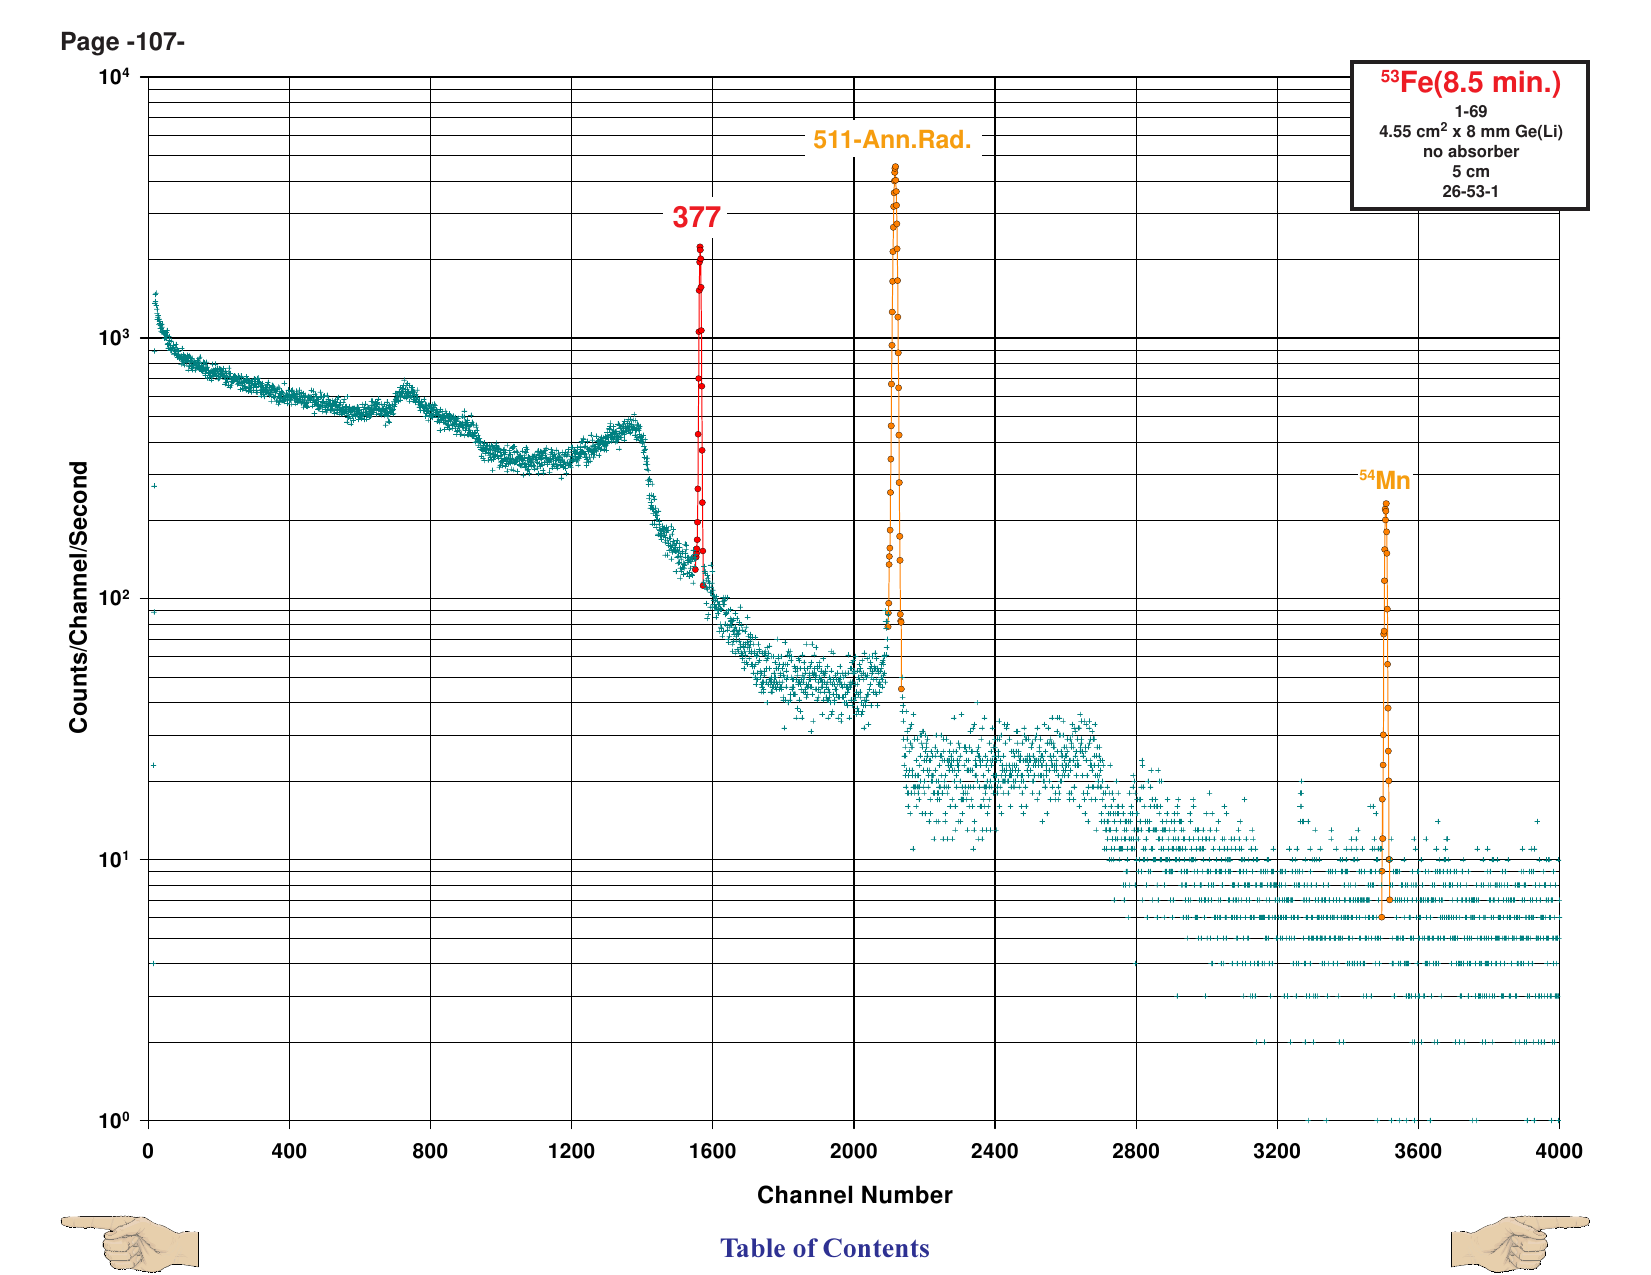 Page -107-
⁵³Fe(8.5 min.)
1-69
4.55 cm² x 8 mm Ge(Li)
no absorber
5 cm
26-53-1
511-Ann.Rad.
377
⁵⁴Mn
Counts/Channel/Second
10⁴
10³
10²
10¹
10⁰
0 400 800 1200 1600 2000 2400 2800 3200 3600 4000
Channel Number
Table of Contents